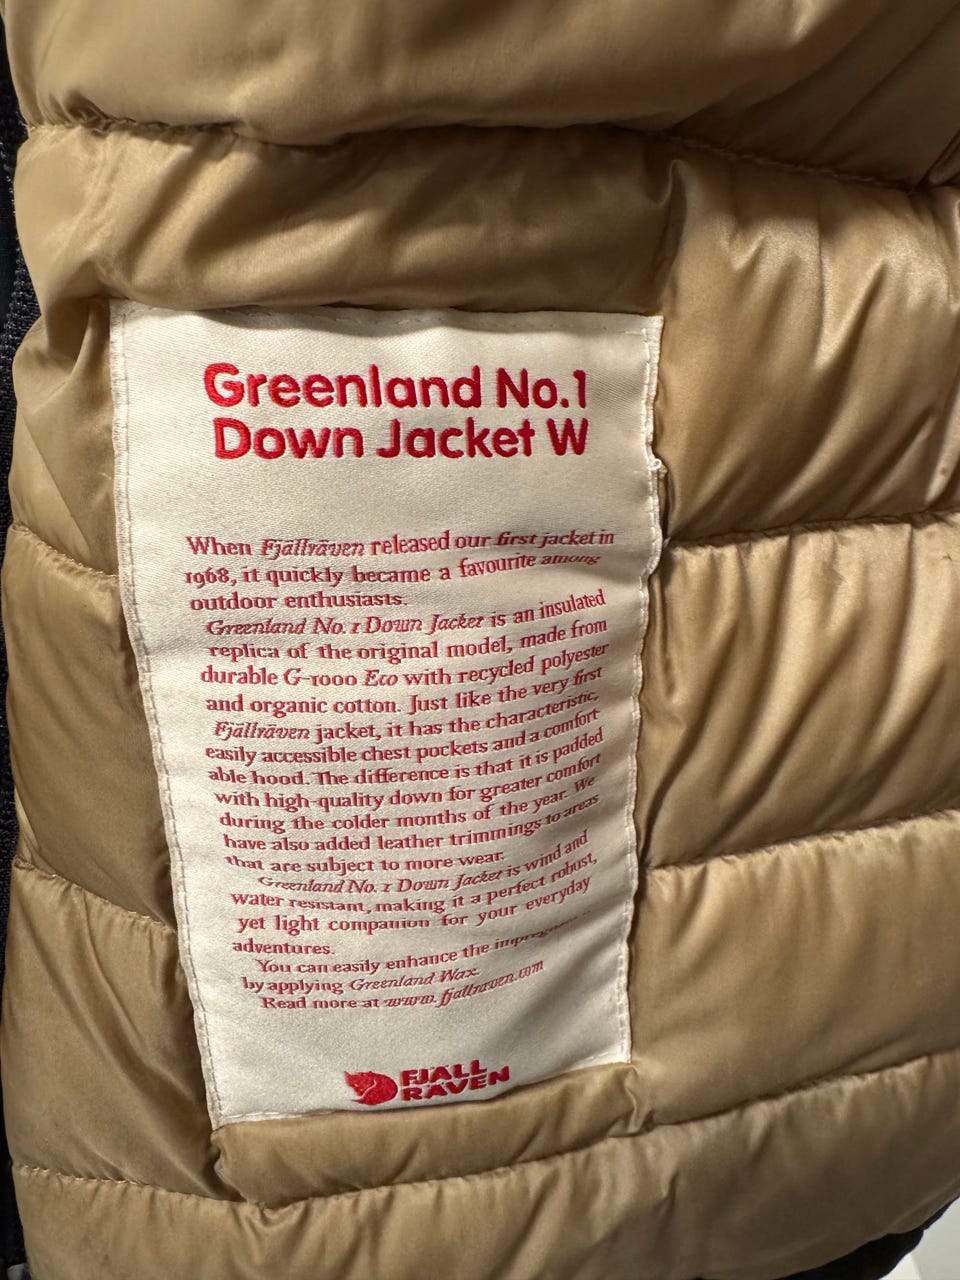 Greenland No.1
Down Jacket W
When Fjällräven released our first jacket in
1968, it quickly became a favourite among
outdoor enthusiasts.
Greenland No. 1 Down Jacket is an insulated
replica of the original model, made from
durable G-1000 Eco with recycled polyester
and organic cotton. Just like the very first
Fjällräven jacket, it has the characteristic,
easily accessible chest pockets and a comfort-
able hood. The difference is that it is padded
with high-quality down for greater comfort
during the colder months of the year. We
have also added leather trimmings to areas
that are subject to more wear.
Greenland No. 1 Down Jacket is wind and
water resistant, making it a perfect robust,
yet light companion for your everyday
adventures.
You can easily enhance the
by applying Greenland Wax.
Read more at www.fjallraven.com
FJÄLL
RÄVEN